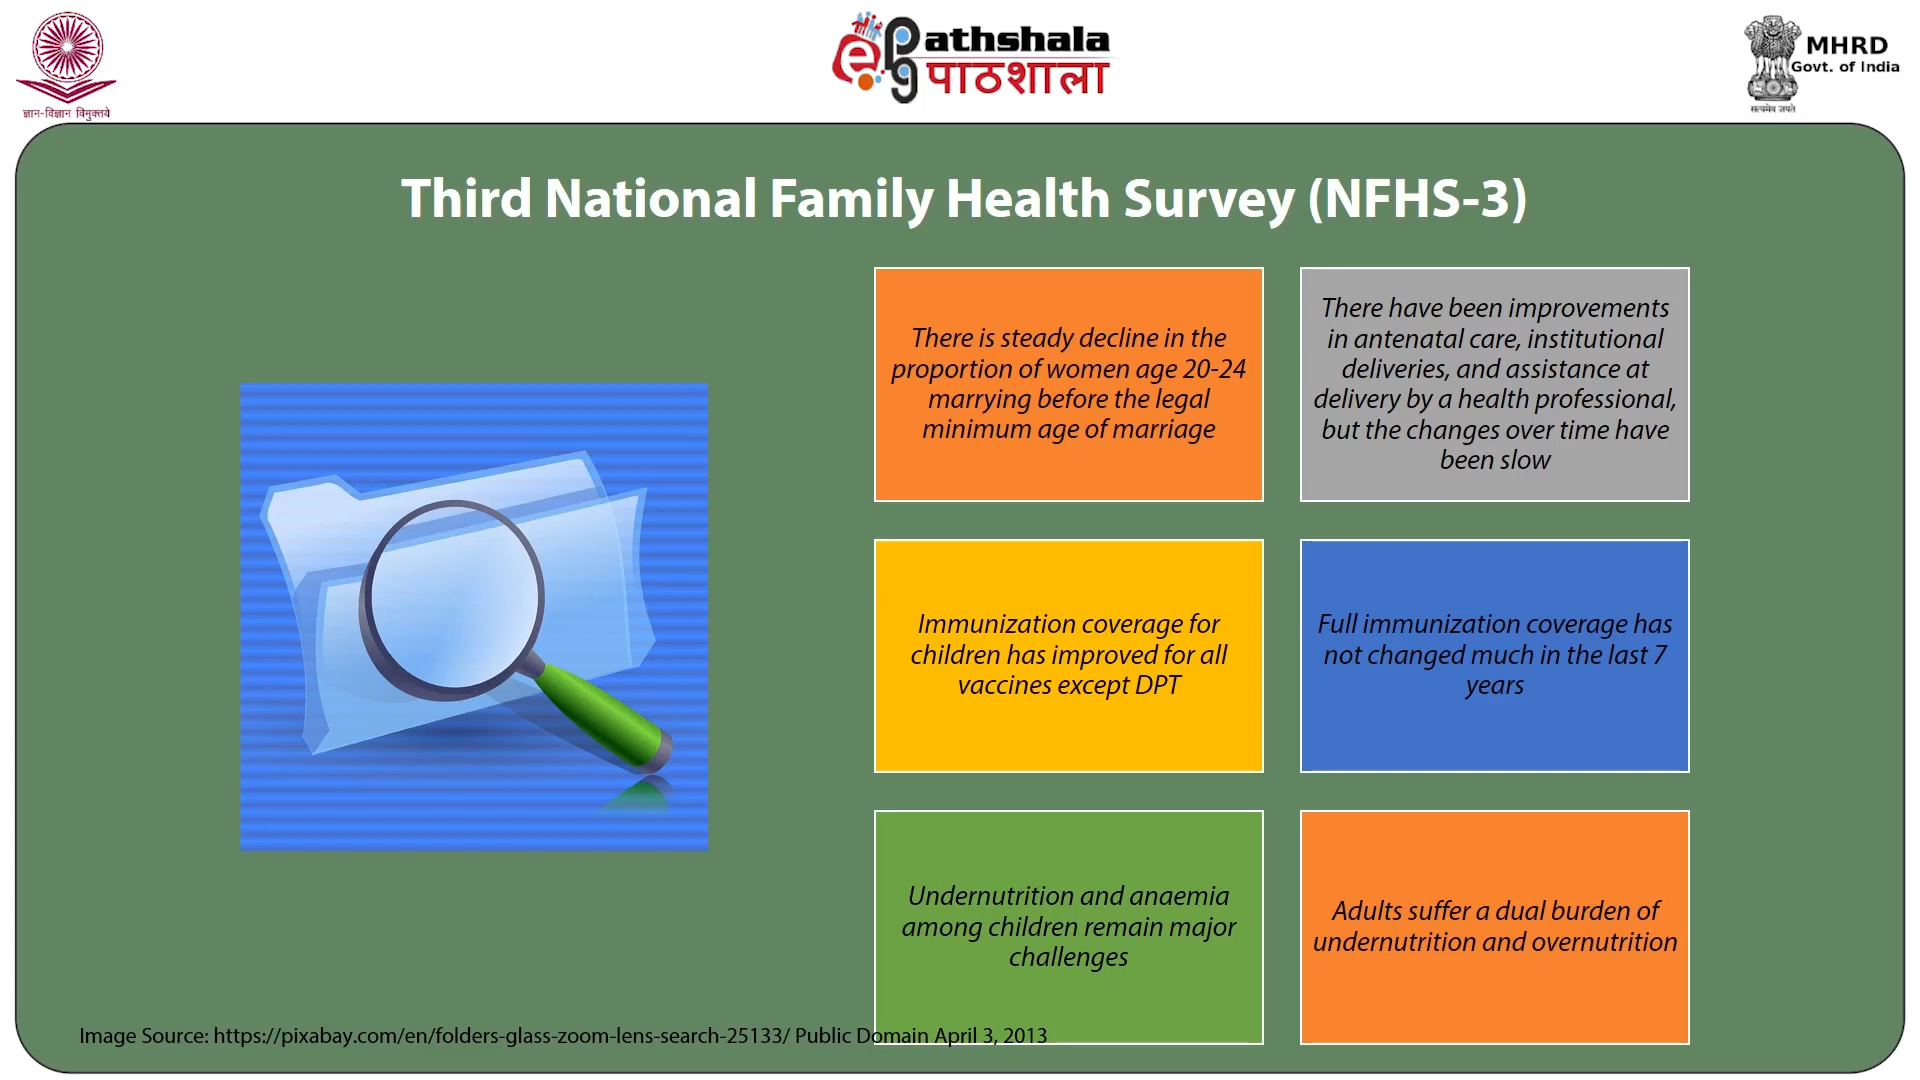 ज्ञान-विज्ञान विमुक्तये
e
PG
athshala
पाठशाला
MHRD
Govt. of India
सत्यमेव जयते
Third National Family Health Survey (NFHS-3)
There is steady decline in the
proportion of women age 20-24
marrying before the legal
minimum age of marriage
There have been improvements
in antenatal care, institutional
deliveries, and assistance at
delivery by a health professional,
but the changes over time have
been slow
Immunization coverage for
children has improved for all
vaccines except DPT
Full immunization coverage has
not changed much in the last 7
years
Undernutrition and anaemia
among children remain major
challenges
Adults suffer a dual burden of
undernutrition and overnutrition
Image Source: https://pixabay.com/en/folders-glass-zoom-lens-search-25133/ Public Domain April 3, 2013